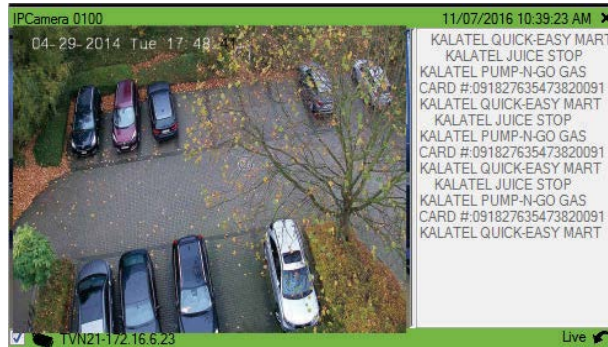 IPCamera 0100
11/07/2016 10:39:23 AM
04-29-2014 Tue 17:48:
KALATEL QUICK-EASY MART
KALATEL JUICE STOP
KALATEL PUMP-N-GO GAS
CARD #:091827635473820091
KALATEL QUICK-EASY MART
KALATEL JUICE STOP
KALATEL PUMP-N-GO GAS
CARD #:091827635473820091
KALATEL QUICK-EASY MART
KALATEL JUICE STOP
KALATEL PUMP-N-GO GAS
CARD #:091827635473820091
KALATEL QUICK-EASY MART
TVN21-172.16.6.23
Live